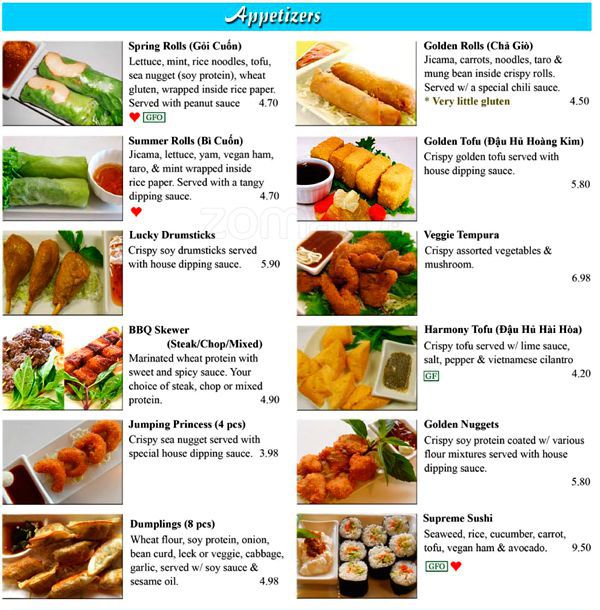 Appetizers
Spring Rolls (Gỏi Cuốn)
Lettuce, mint, rice noodles, tofu,
sea nugget (soy protein), wheat
gluten, wrapped inside rice paper.
Served with peanut sauce 4.70
GFO
Summer Rolls (Bì Cuốn)
Jicama, lettuce, yam, vegan ham,
taro, & mint wrapped inside
rice paper. Served with a tangy
dipping sauce. 4.70
Lucky Drumsticks
Crispy soy drumsticks served
with house dipping sauce. 5.90
BBQ Skewer
(Steak/Chop/Mixed)
Marinated wheat protein with
sweet and spicy sauce. Your
choice of steak, chop or mixed
protein. 4.90
Jumping Princess (4 pcs)
Crispy sea nugget served with
special house dipping sauce. 3.98
Dumplings (8 pcs)
Wheat flour, soy protein, onion,
bean curd, leek or veggie, cabbage,
garlic, served w/ soy sauce &
sesame oil. 4.98
Golden Rolls (Chả Giò)
Jicama, carrots, noodles, taro &
mung bean inside crispy rolls.
Served w/ a special chili sauce.
* Very little gluten 4.50
Golden Tofu (Đậu Hủ Hoàng Kim)
Crispy golden tofu served with
house dipping sauce.
5.80
Veggie Tempura
Crispy assorted vegetables &
mushroom.
6.98
Harmony Tofu (Đậu Hủ Hài Hòa)
Crispy tofu served w/ lime sauce,
salt, pepper & vietnamese cilantro
GF
4.20
Golden Nuggets
Crispy soy protein coated w/ various
flour mixtures served with house
dipping sauce.
5.80
Supreme Sushi
Seaweed, rice, cucumber, carrot,
tofu, vegan ham & avocado. 9.50
GFO